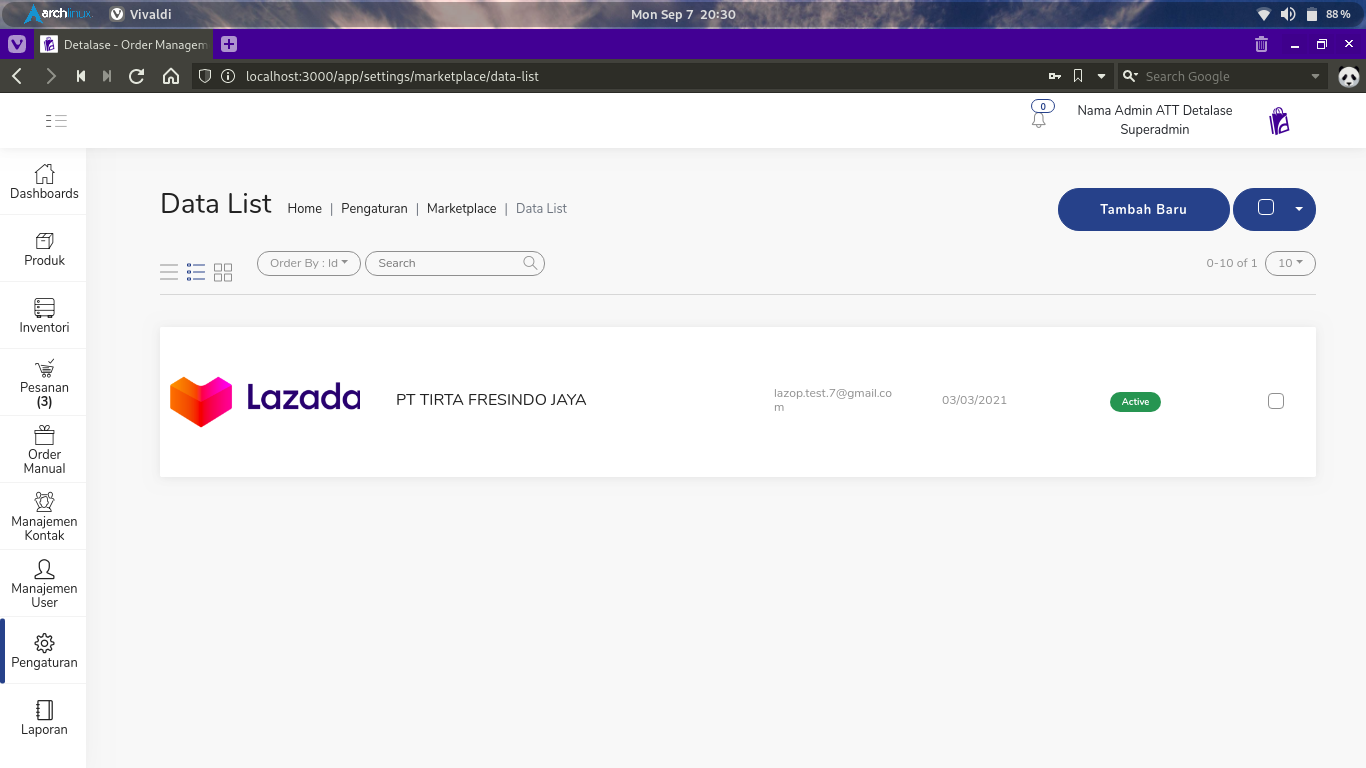 archlinux
Vivaldi
Mon Sep 7 20:30
88 %
Detalase - Order Managem
localhost:3000/app/settings/marketplace/data-list
Search Google
0
Nama Admin ATT Detalase
Superadmin
Dashboards
Produk
Inventori
Pesanan
(3)
Order
Manual
Manajemen
Kontak
Manajemen
User
Pengaturan
Laporan
Data List
Home | Pengaturan | Marketplace | Data List
Tambah Baru
Order By : Id
Search
0-10 of 1
10
Lazada
PT TIRTA FRESINDO JAYA
lazop.test.7@gmail.co
m
03/03/2021
Active